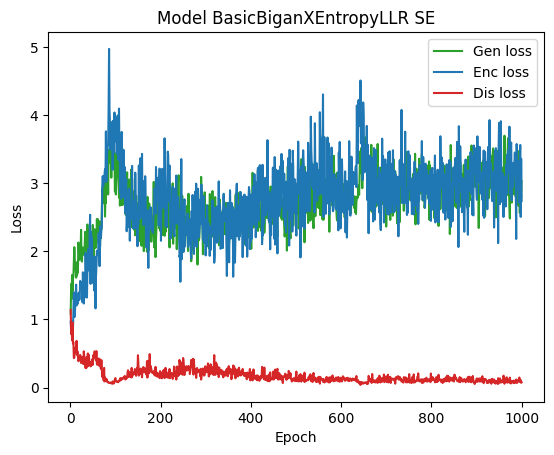 Model BasicBiganXEntropyLLR SE
Gen loss
Enc loss
Dis loss
Loss
5
4
3
2
1
0
0 200 400 600 800 1000
Epoch